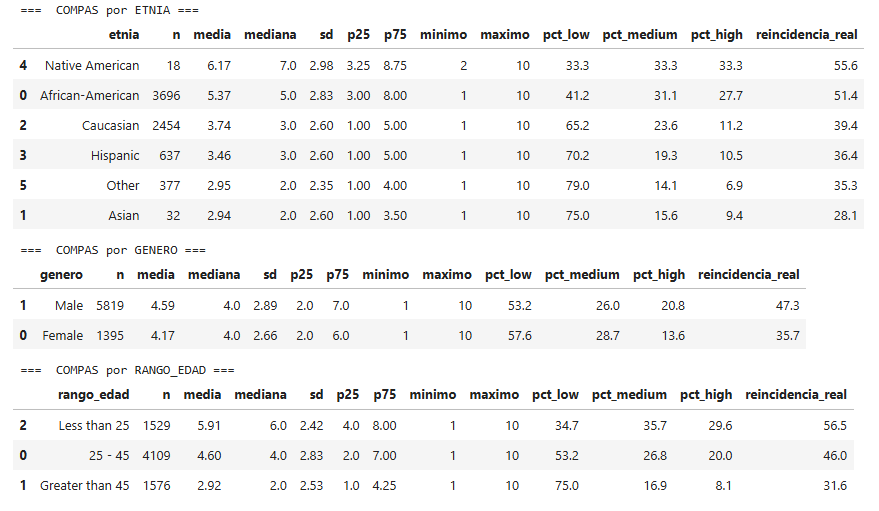 ===  COMPAS por ETNIA ===
etnia n media mediana sd p25 p75 minimo maximo pct_low pct_medium pct_high reincidencia_real
4 Native American 18 6.17 7.0 2.98 3.25 8.75 2 10 33.3 33.3 33.3 55.6
0 African-American 3696 5.37 5.0 2.83 3.00 8.00 1 10 41.2 31.1 27.7 51.4
2 Caucasian 2454 3.74 3.0 2.60 1.00 5.00 1 10 65.2 23.6 11.2 39.4
3 Hispanic 637 3.46 3.0 2.60 1.00 5.00 1 10 70.2 19.3 10.5 36.4
5 Other 377 2.95 2.0 2.35 1.00 4.00 1 10 79.0 14.1 6.9 35.3
1 Asian 32 2.94 2.0 2.60 1.00 3.50 1 10 75.0 15.6 9.4 28.1
===  COMPAS por GENERO ===
genero n media mediana sd p25 p75 minimo maximo pct_low pct_medium pct_high reincidencia_real
1 Male 5819 4.59 4.0 2.89 2.0 7.0 1 10 53.2 26.0 20.8 47.3
0 Female 1395 4.17 4.0 2.66 2.0 6.0 1 10 57.6 28.7 13.6 35.7
===  COMPAS por RANGO_EDAD ===
rango_edad n media mediana sd p25 p75 minimo maximo pct_low pct_medium pct_high reincidencia_real
2 Less than 25 1529 5.91 6.0 2.42 4.0 8.00 1 10 34.7 35.7 29.6 56.5
0 25 - 45 4109 4.60 4.0 2.83 2.0 7.00 1 10 53.2 26.8 20.0 46.0
1 Greater than 45 1576 2.92 2.0 2.53 1.0 4.25 1 10 75.0 16.9 8.1 31.6